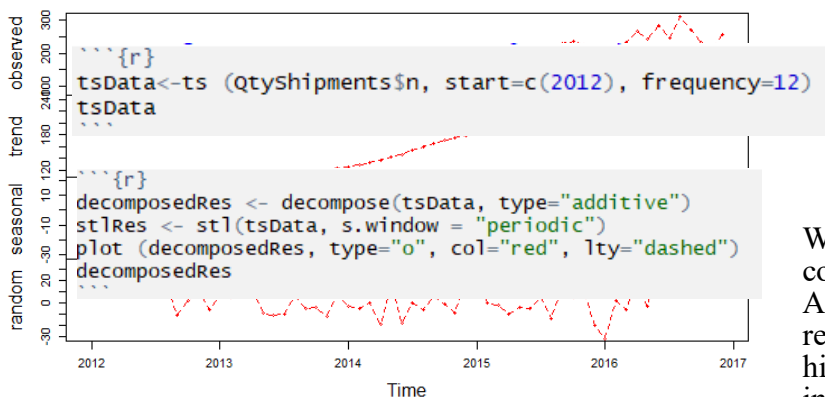 observed
300
200
```{r}
tsData<-ts (QtyShipments$n, start=c(2012), frequency=12)
tsData
```
trend
240
180
120
```{r}
decomposedRes <- decompose(tsData, type="additive")
stlRes <- stl(tsData, s.window = "periodic")
plot (decomposedRes, type="o", col="red", lty="dashed")
decomposedRes
```
seasonal
10
-10
-30
random
20
0
-30
2012 2013 2014 2015 2016 2017
Time